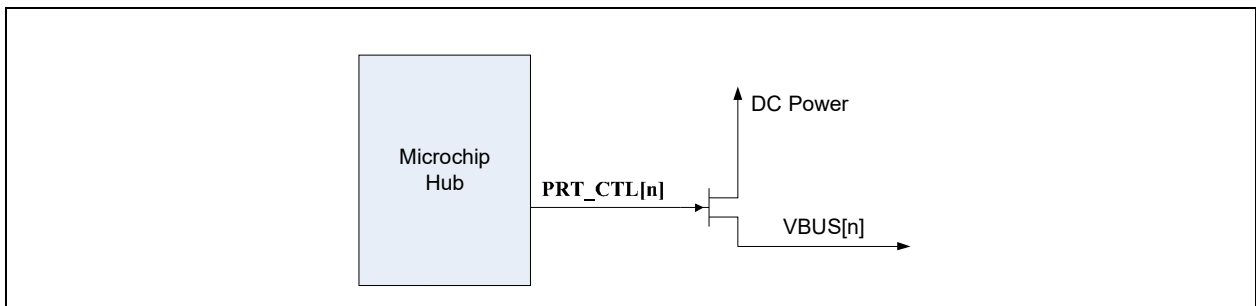 DC Power
Microchip
Hub
PRT_CTL[n]
VBUS[n]